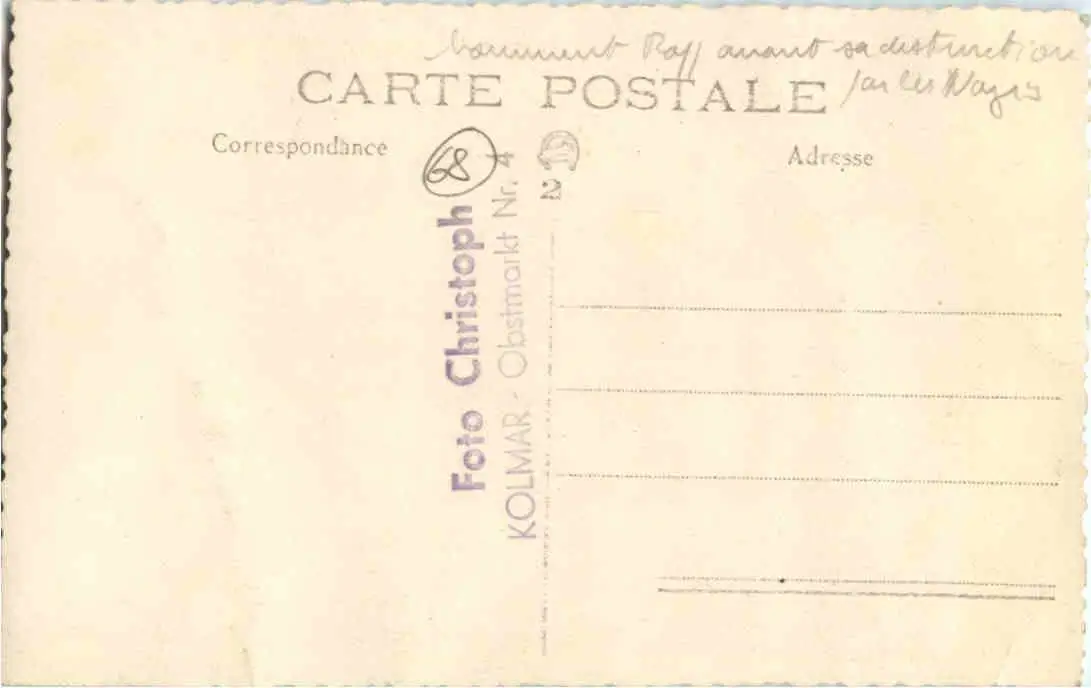 Monument Rapp avant sa destruction
par les Nazis
CARTE POSTALE
Correspondance
Adresse
68
2
Foto Christoph
KOLMAR - Obstmarkt Nr. 4